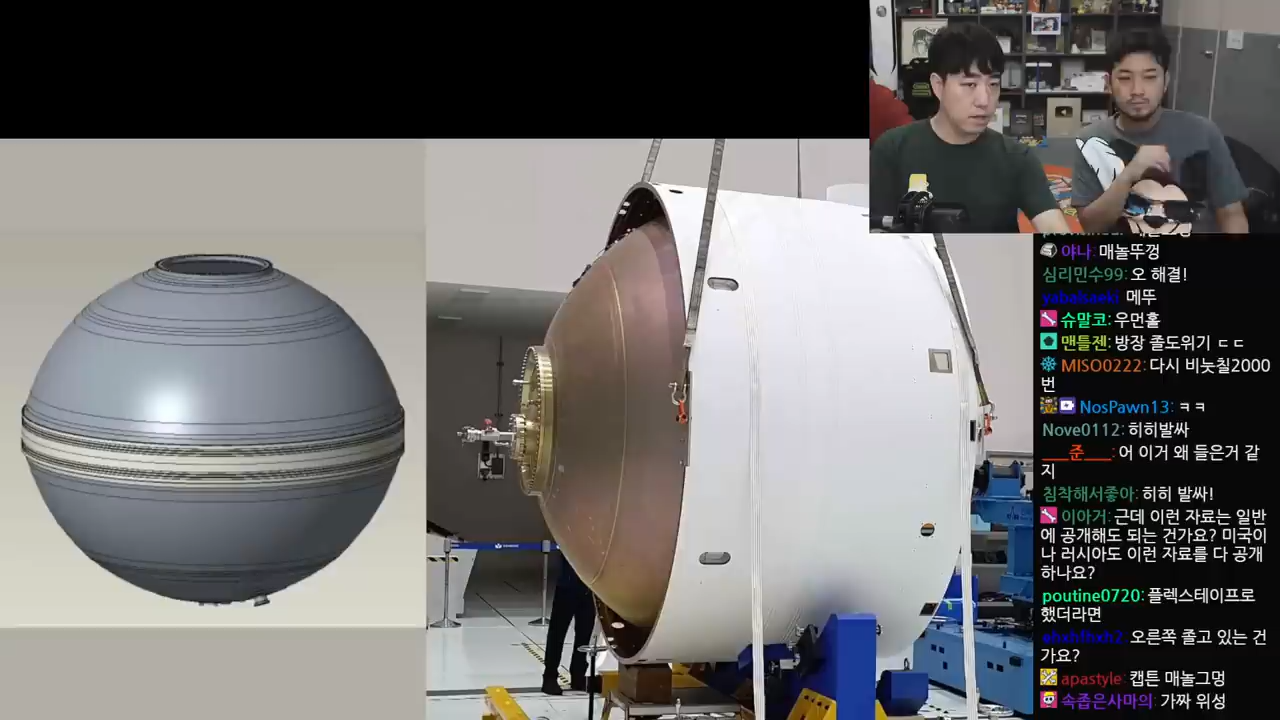 야나: 매놀뚜껑
심리민수99: 오 해결!
yabalsaeki 메뚜
슈말코: 우먼홀
맨틀젠: 방장 졸도위기 ㄷㄷ
MISO0222: 다시 비눗칠2000
번
NosPawn13: ㅋㅋ
Nove0112: 히히발싸
___준___: 어 이거 왜 들은거 같
지
침착해서좋아: 히히 발싸!
이아거: 근데 이런 자료는 일반
에 공개해도 되는 건가요? 미국이
나 러시아도 이런 자료를 다 공개
하나요?
poutine0720: 플렉스테이프로
했더라면
오른쪽 졸고 있는 건
가요?
apastyle: 캡튼 매놀그멍
속좁은사마의: 가짜 위성